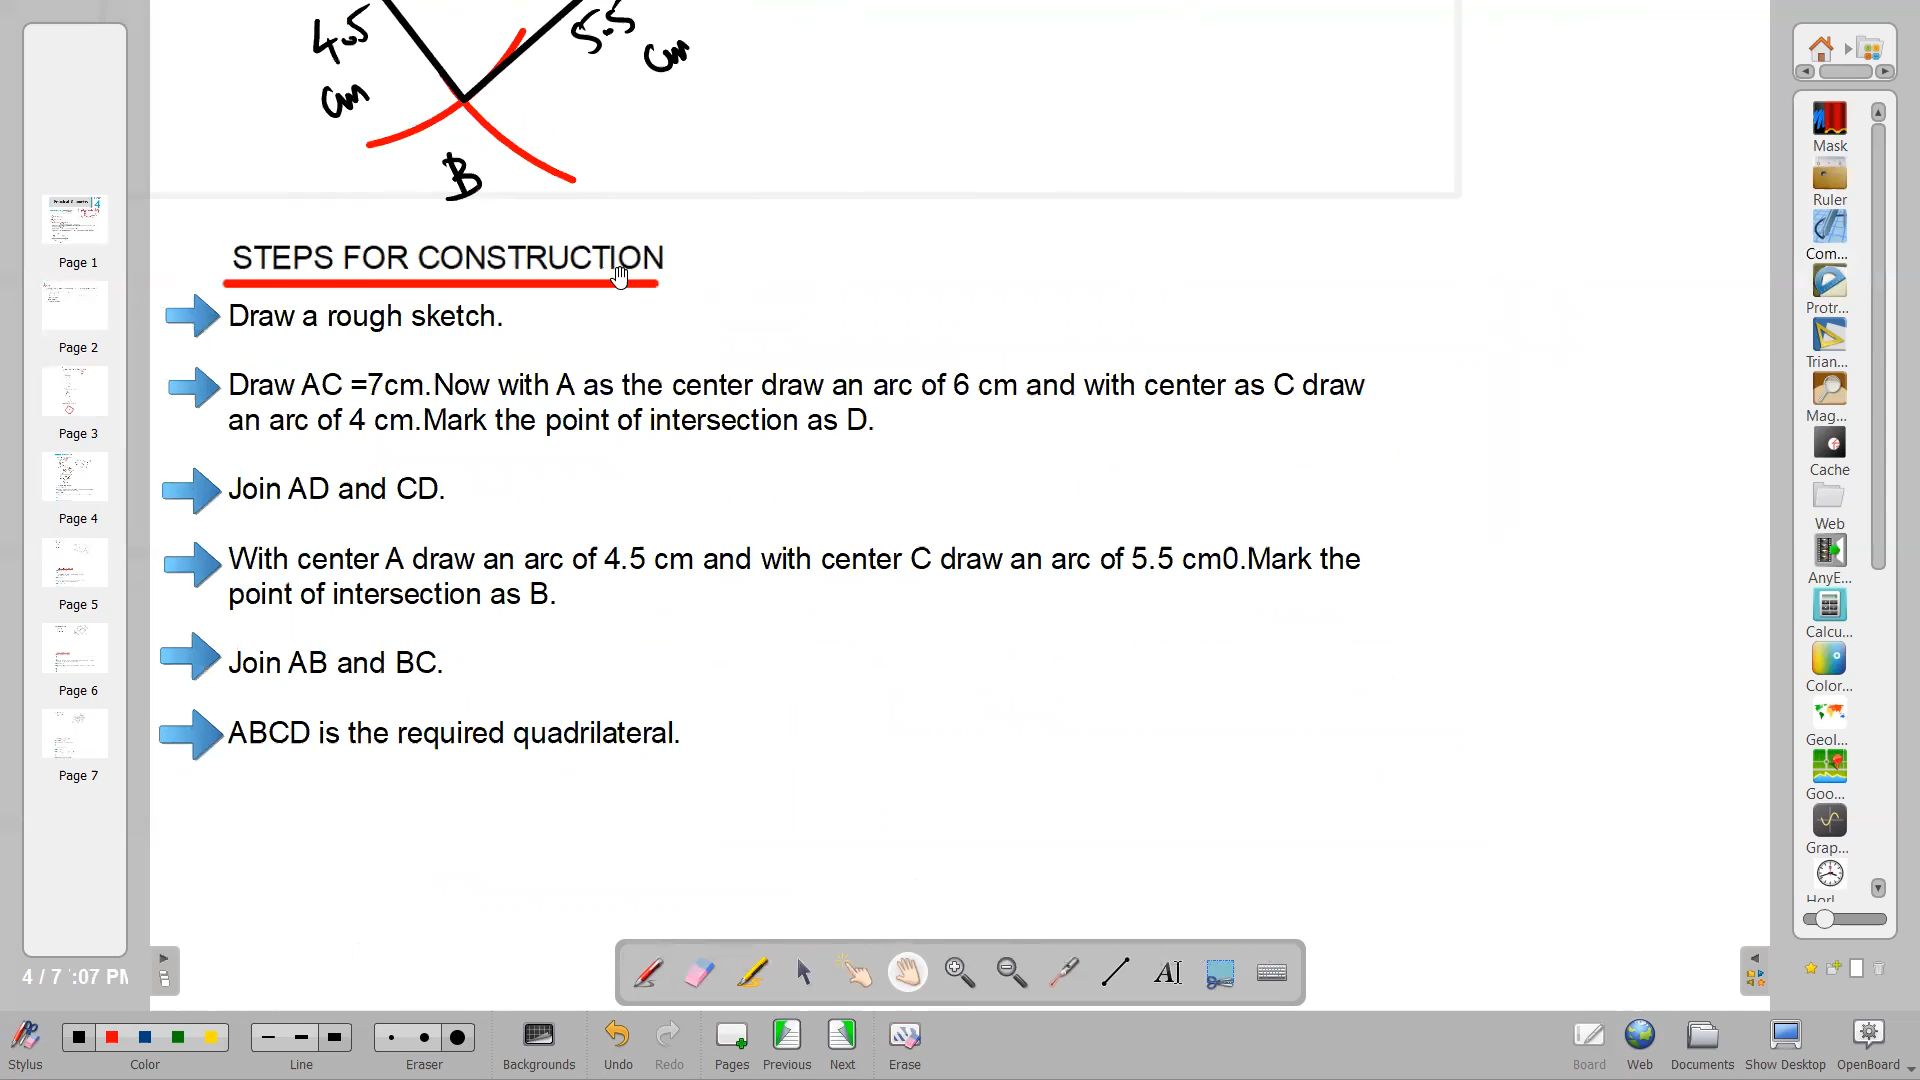 4.5
cm
5.5
cm
B
STEPS FOR CONSTRUCTION
Draw a rough sketch.
Draw AC =7cm.Now with A as the center draw an arc of 6 cm and with center as C draw
an arc of 4 cm.Mark the point of intersection as D.
Join AD and CD.
With center A draw an arc of 4.5 cm and with center C draw an arc of 5.5 cm0.Mark the
point of intersection as B.
Join AB and BC.
ABCD is the required quadrilateral.
Page 1
Page 2
Page 3
Page 4
Page 5
Page 6
Page 7
4 / 7
:07 PM
Mask
Ruler
Com...
Protr...
Trian...
Mag...
Cache
Web
AnyE...
Calcu...
Color...
Geol...
Goo...
Grap...
Horl
Stylus
Color
Line
Eraser
Backgrounds
Undo
Redo
Pages
Previous
Next
Erase
Board
Web
Documents
Show Desktop
OpenBoard